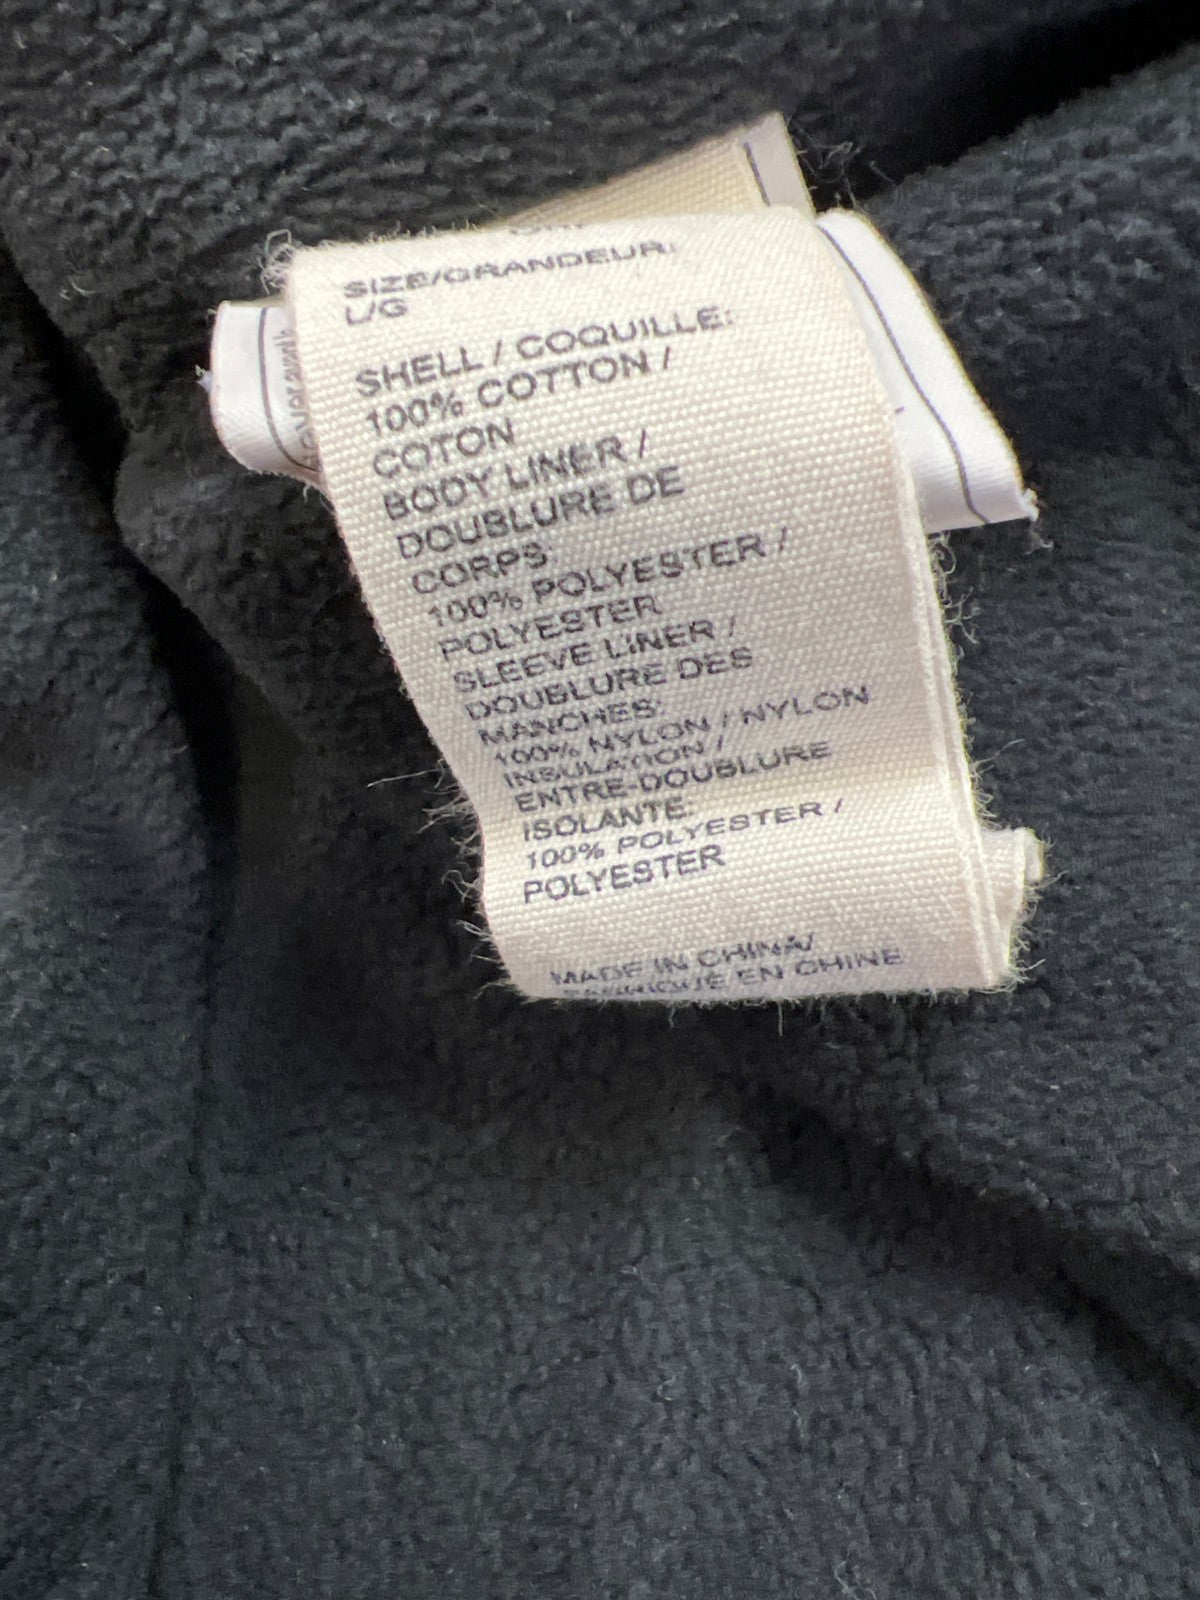 SIZE/GRANDEUR:
L/G
SHELL / COQUILLE:
100% COTTON /
COTON
BODY LINER /
DOUBLURE DE
CORPS:
100% POLYESTER /
POLYESTER
SLEEVE LINER /
DOUBLURE DES
MANCHES:
100% NYLON / NYLON
INSULATION /
ENTRE-DOUBLURE
ISOLANTE:
100% POLYESTER /
POLYESTER
MADE IN CHINA/
FABRIQUE EN CHINE